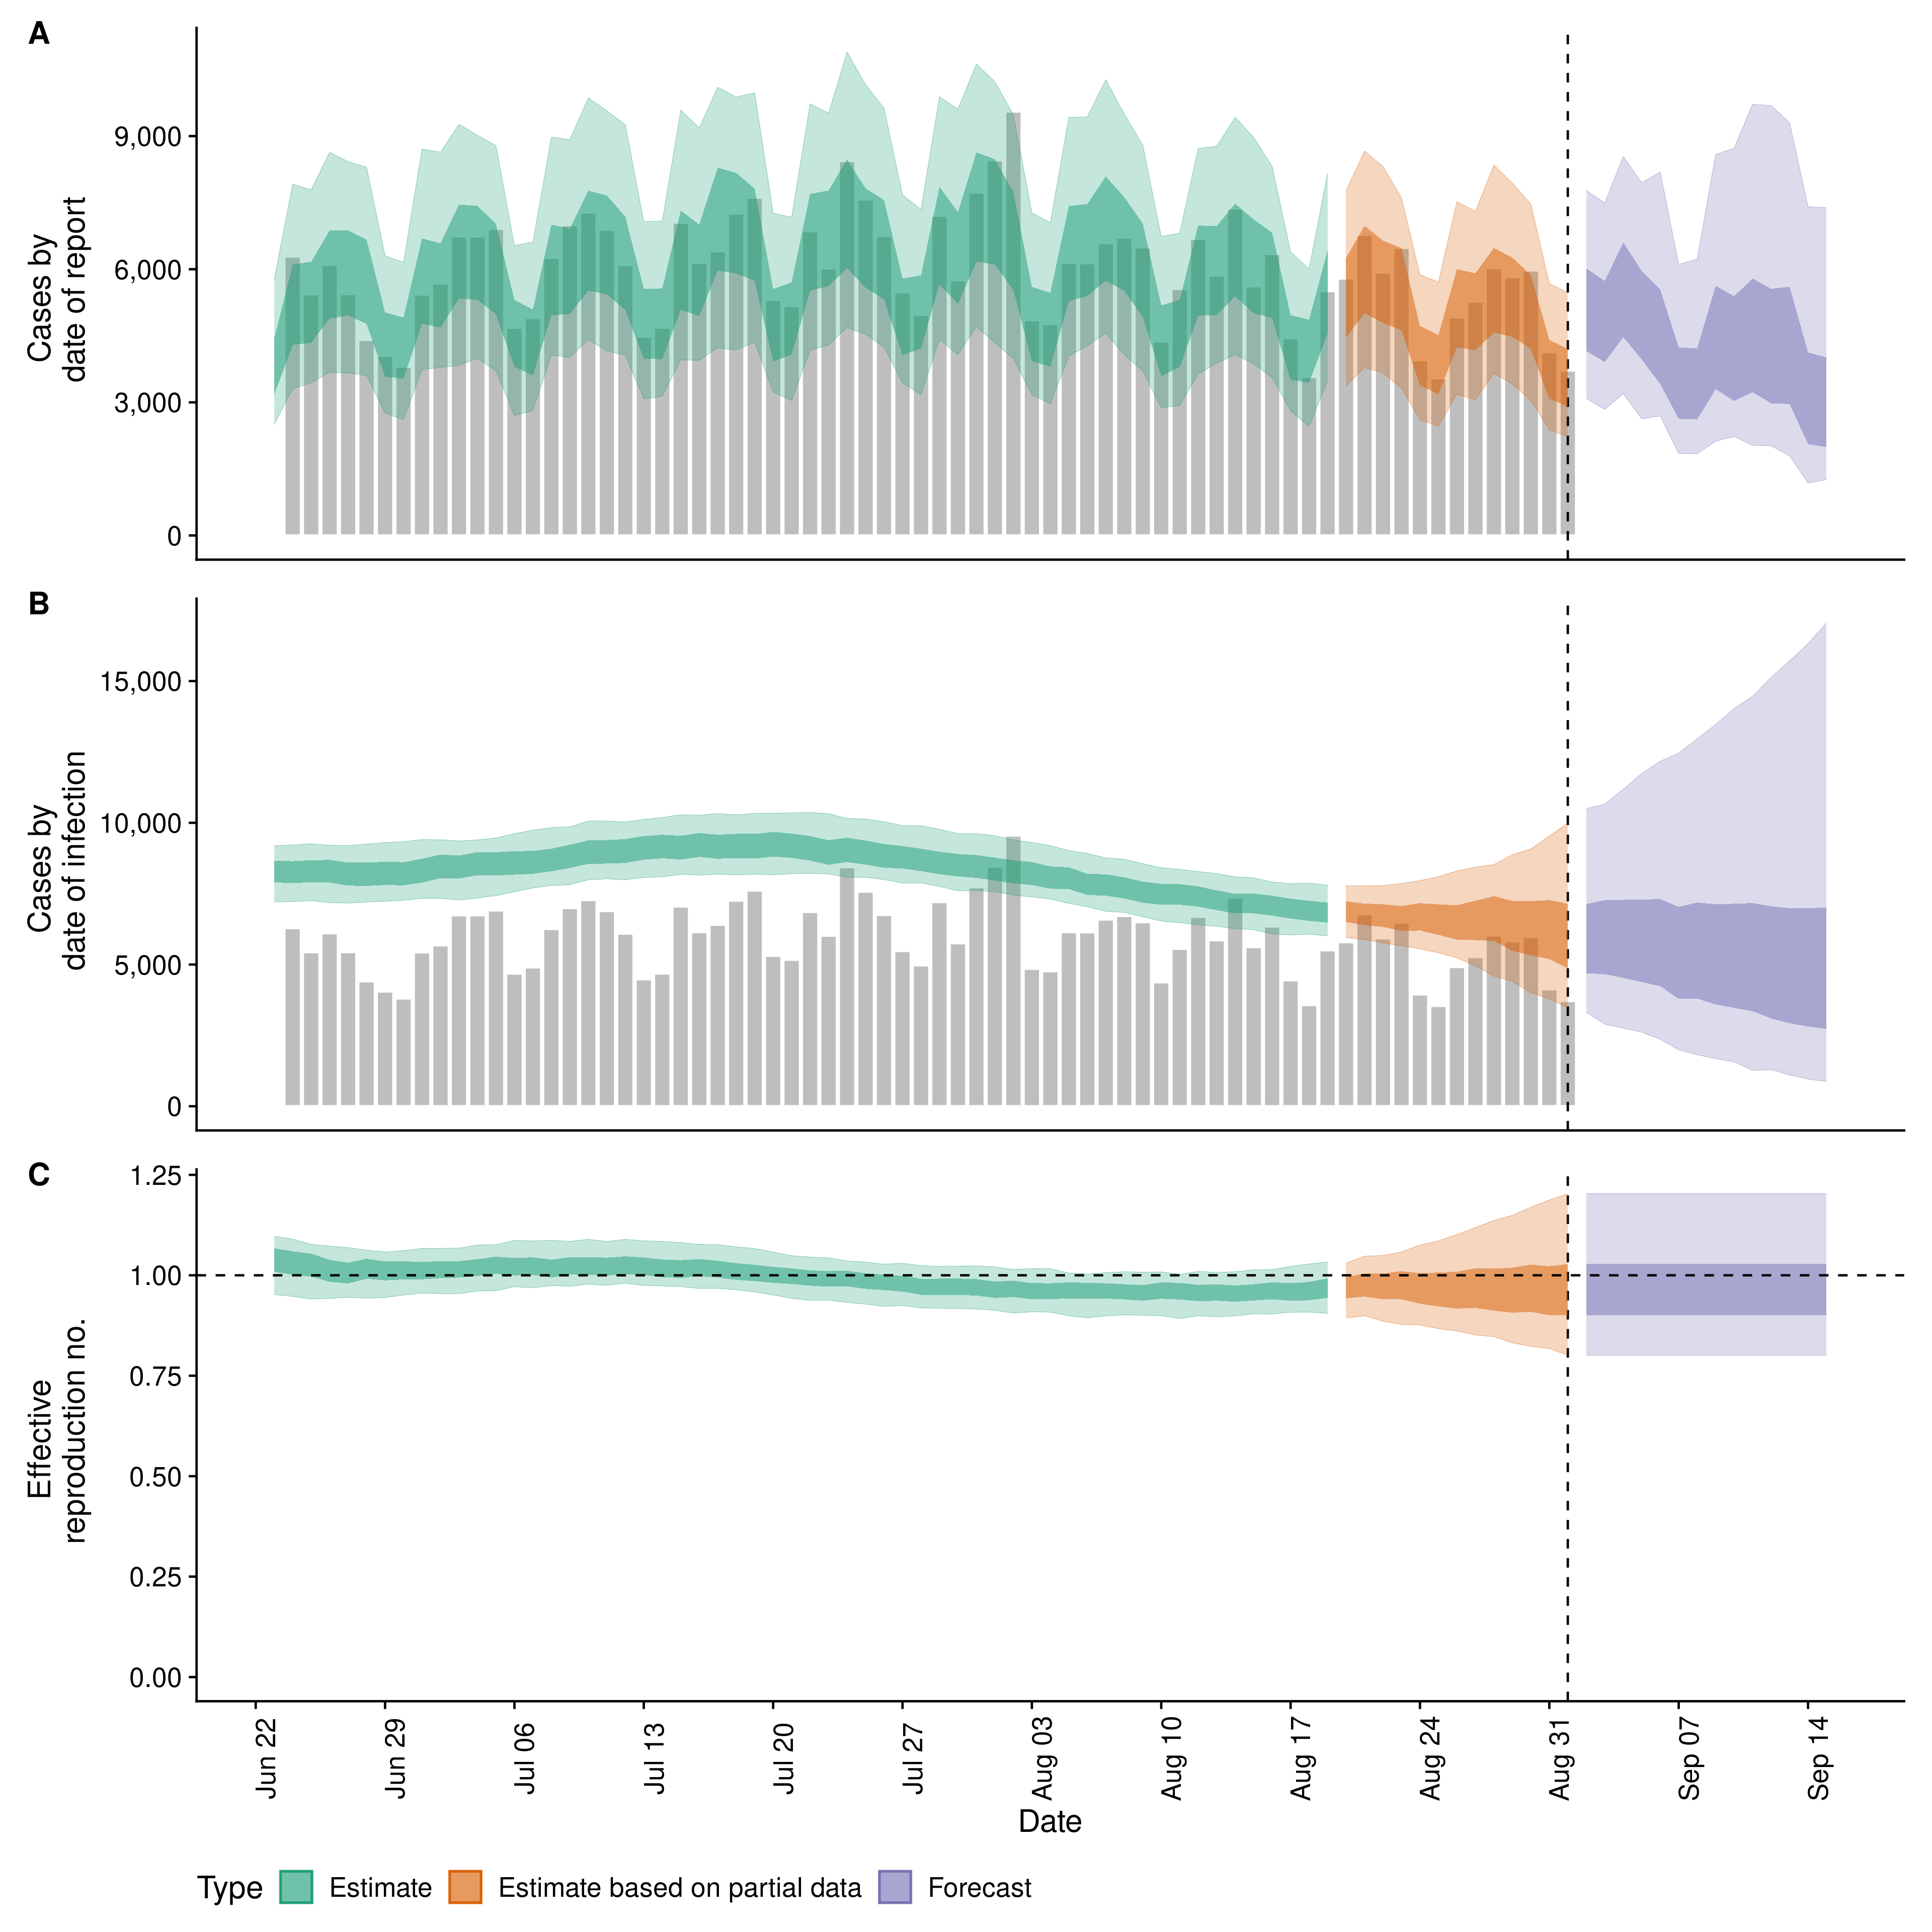 A
Cases by
date of report
9,000
6,000
3,000
0
B
Cases by
date of infection
15,000
10,000
5,000
0
C
Effective
reproduction no.
1.25
1.00
0.75
0.50
0.25
0.00
Jun 22
Jun 29
Jul 06
Jul 13
Jul 20
Jul 27
Aug 03
Aug 10
Aug 17
Aug 24
Aug 31
Sep 07
Sep 14
Date
Type Estimate Estimate based on partial data Forecast